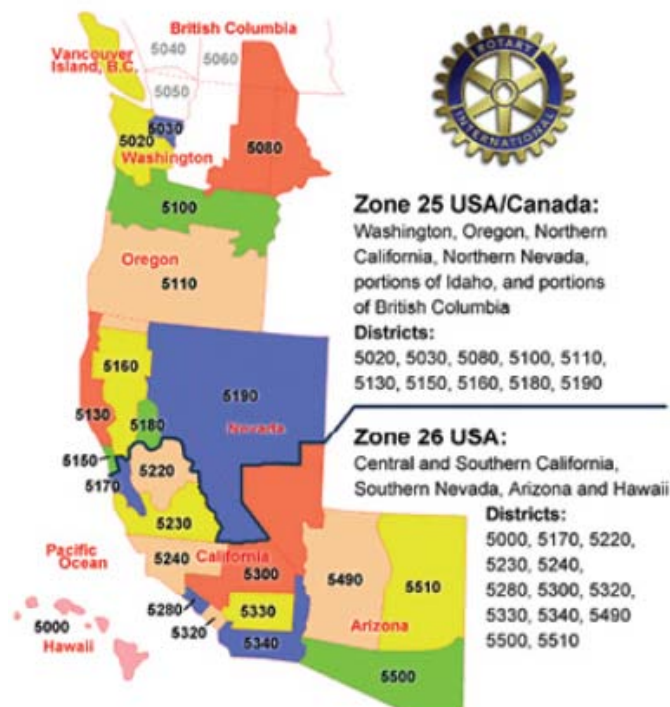 British Columbia
Vancouver
Island, B.C.
5040
5060
5050
5030
5020
Washington
5080
5100
Oregon
5110
5160
5190
5130
5180
Nevada
5150
5220
5170
5230
Pacific
Ocean
5240
California
5300
5490
5510
5280
5330
5000
5320
Arizona
Hawaii
5340
5500
ROTARY
INTERNATIONAL
Zone 25 USA/Canada:
Washington, Oregon, Northern
California, Northern Nevada,
portions of Idaho, and portions
of British Columbia
Districts:
5020, 5030, 5080, 5100, 5110,
5130, 5150, 5160, 5180, 5190
Zone 26 USA:
Central and Southern California,
Southern Nevada, Arizona and Hawaii
Districts:
5000, 5170, 5220,
5230, 5240,
5280, 5300, 5320,
5330, 5340, 5490
5500, 5510